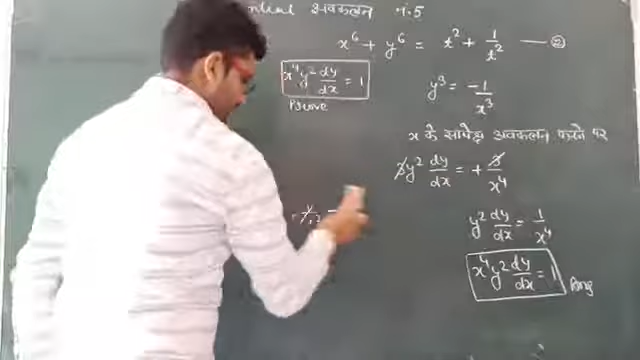 अवकलन नं.5
x⁶ + y⁶ = t² + 1/t² —②
x⁴y² dy/dx = 1
Prove
y³ = -1/x³
x के सापेक्ष अवकलन करने पर
3y² dy/dx = + 3/x⁴
y² dy/dx = 1/x⁴
x⁴y² dy/dx = 1 Ans